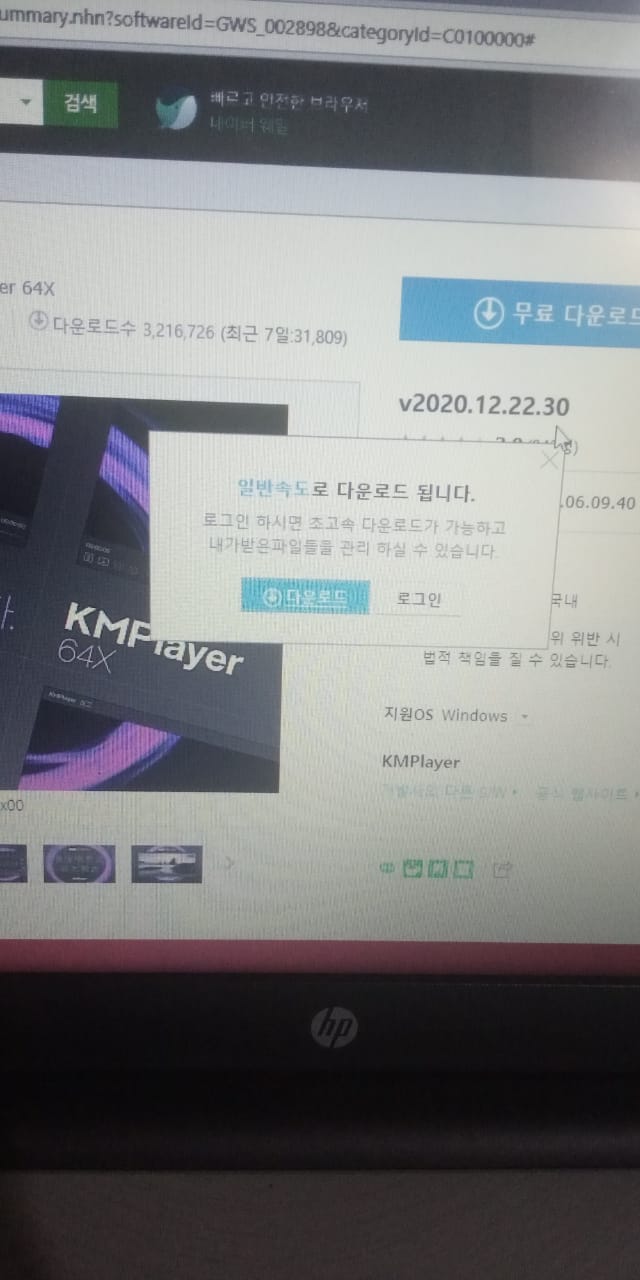 ummary.nhn?softwareId=GWS_002898&categoryId=C0100000#
검색
빠르고 안전한 브라우저
네이버 웨일
er 64X
무료 다운로드
다운로드수 3,216,726 (최근 7일:31,809)
v2020.12.22.30
일반속도로 다운로드 됩니다.
.06.09.40
로그인 하시면 초고속 다운로드가 가능하고
내가받은파일들을 관리 하실 수 있습니다.
다운로드
로그인
국내
KMPlayer
64X
위 위반 시
법적 책임을 질 수 있습니다.
지원OS Windows
KMPlayer
개발사의 다른 S/W
공식 웹사이트
x00
hp